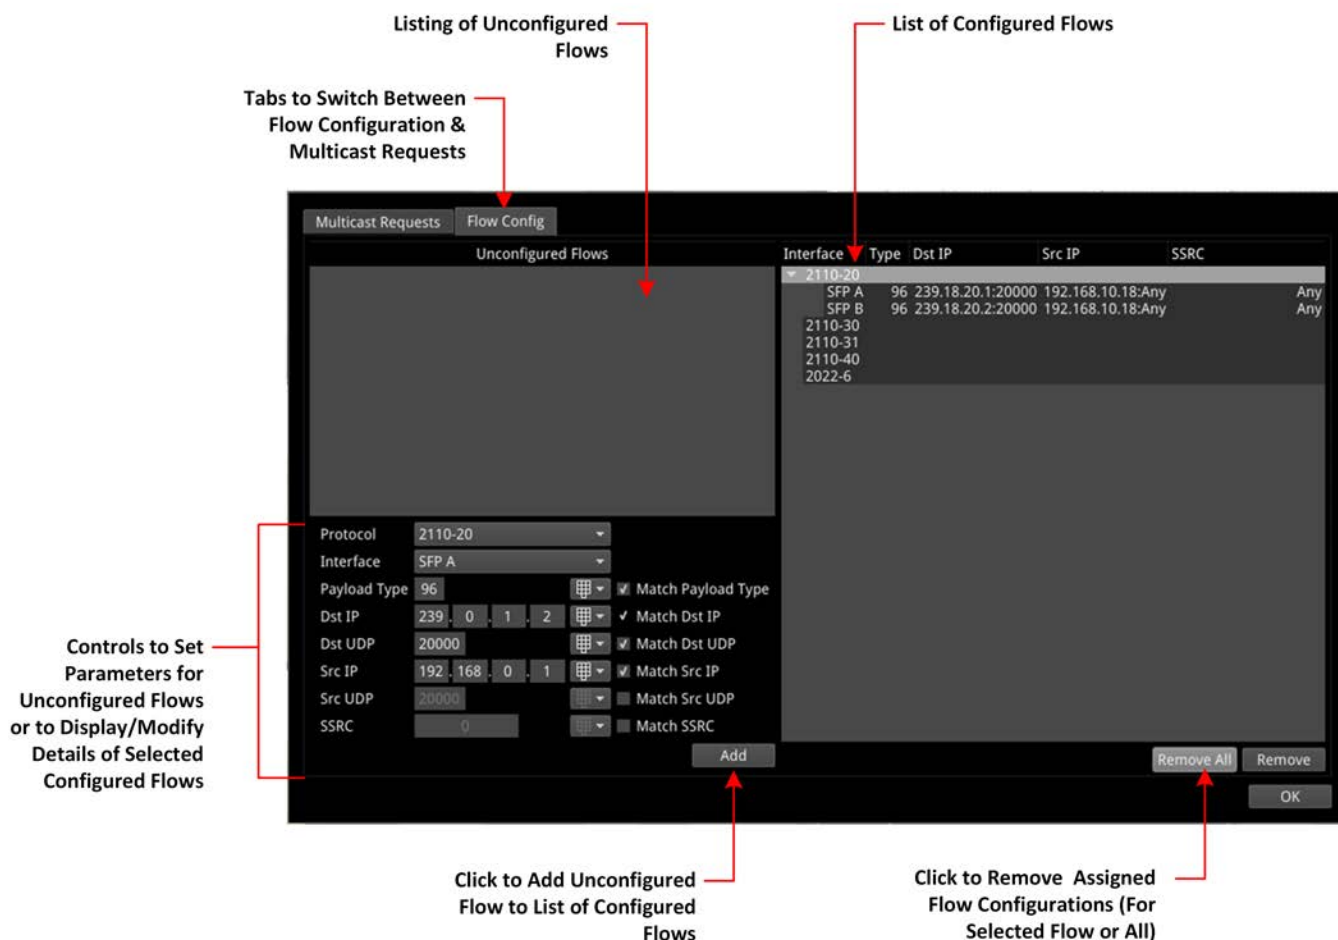 Listing of Unconfigured
Flows
List of Configured Flows
Tabs to Switch Between
Flow Configuration &
Multicast Requests
Multicast Requests Flow Config
Unconfigured Flows
Interface Type Dst IP Src IP SSRC
2110-20
SFP A 96 239.18.20.1:20000 192.168.10.18:Any Any
SFP B 96 239.18.20.2:20000 192.168.10.18:Any Any
2110-30
2110-31
2110-40
2022-6
Protocol 2110-20
Interface SFP A
Payload Type 96 Match Payload Type
Dst IP 239 . 0 . 1 . 2 Match Dst IP
Dst UDP 20000 Match Dst UDP
Src IP 192 . 168 . 0 . 1 Match Src IP
Src UDP 20000 Match Src UDP
SSRC 0 Match SSRC
Add
Remove All Remove
OK
Controls to Set
Parameters for
Unconfigured Flows
or to Display/Modify
Details of Selected
Configured Flows
Click to Add Unconfigured
Flow to List of Configured
Flows
Click to Remove Assigned
Flow Configurations (For
Selected Flow or All)